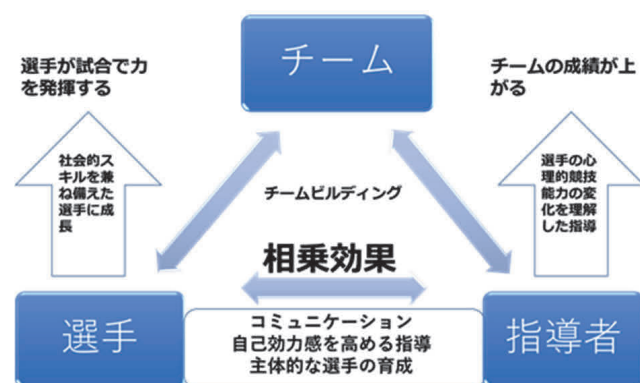 チーム
選手が試合で力
を発揮する
チームの成績が上
がる
社会的ス
キルを兼
ね備えた
選手に成
長
選手の心
理的競技
能力の変
化を理解
した指導
チームビルディング
相乗効果
選手
コミュニケーション
自己効力感を高める指導
主体的な選手の育成
指導者